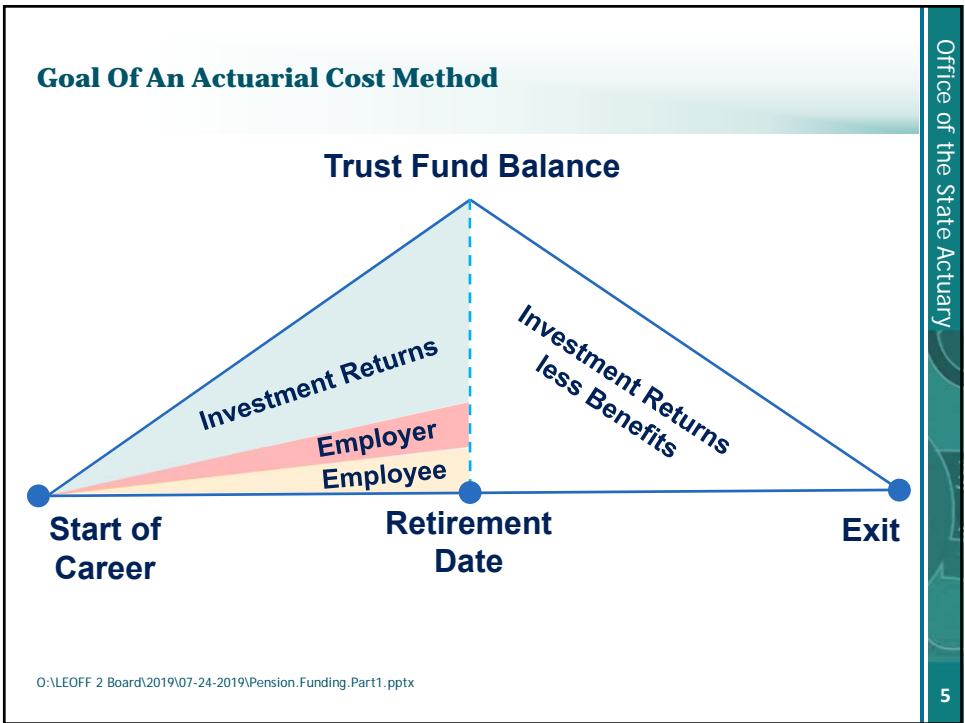 Goal Of An Actuarial Cost Method
Trust Fund Balance
Investment Returns
Employer
Employee
Investment Returns
less Benefits
Start of
Career
Retirement
Date
Exit
O:\LEOFF 2 Board\2019\07-24-2019\Pension.Funding.Part1.pptx
Office of the State Actuary
5